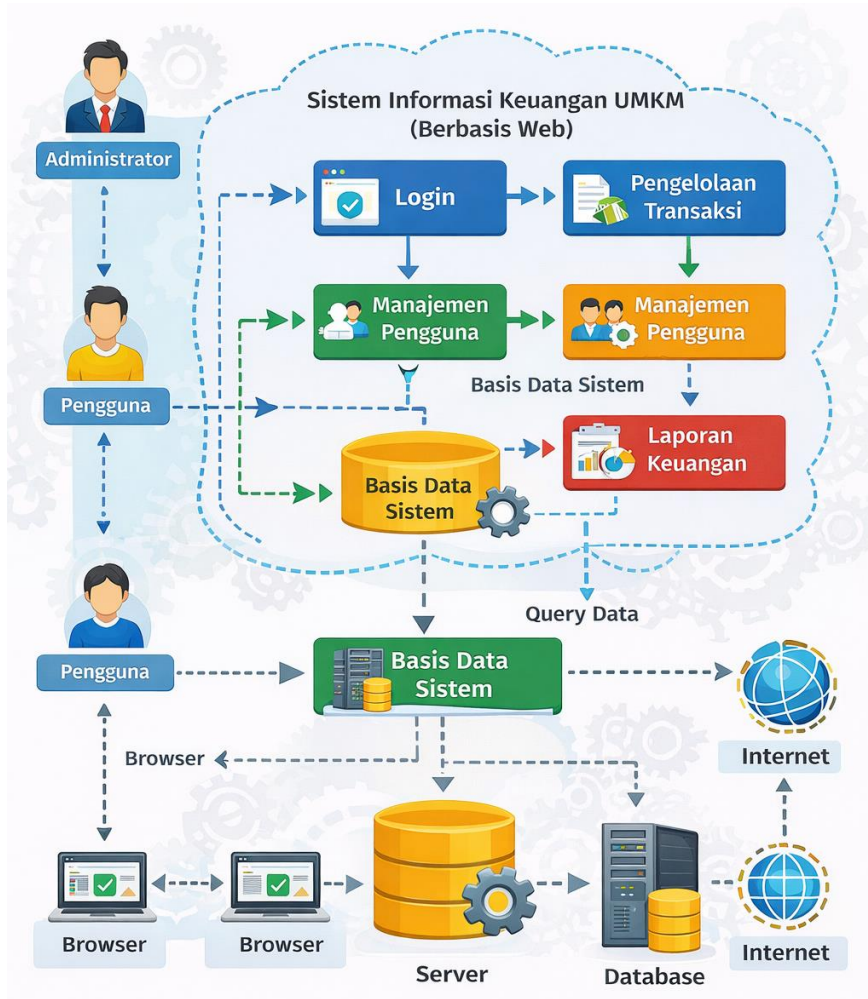 Sistem Informasi Keuangan UMKM
(Berbasis Web)
Administrator
Login
Pengelolaan
Transaksi
Manajemen
Pengguna
Manajemen
Pengguna
Basis Data Sistem
Pengguna
Laporan
Keuangan
Basis Data
Sistem
Query Data
Pengguna
Basis Data
Sistem
Browser
Internet
Browser
Browser
Server
Database
Internet